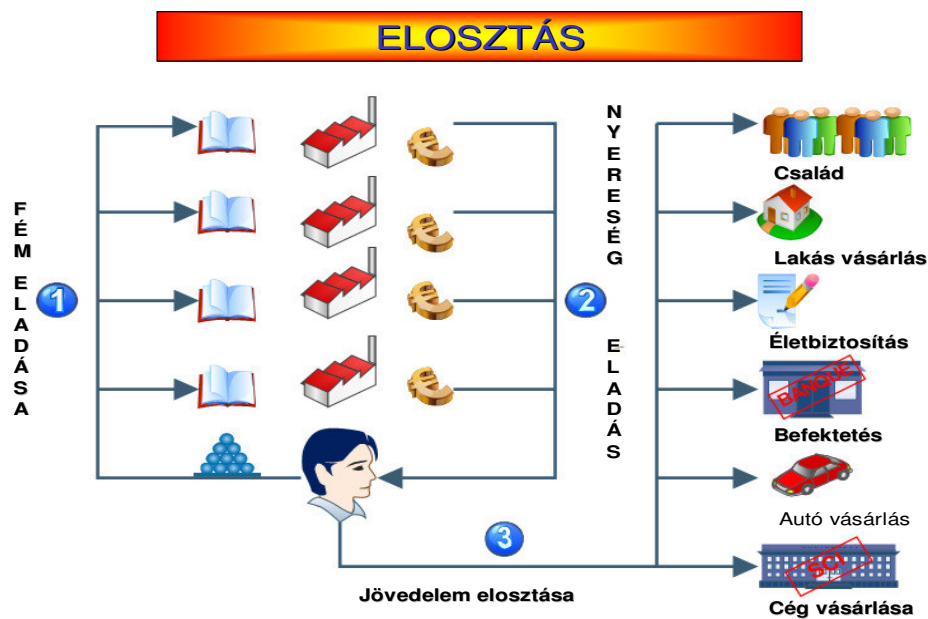 ELOSZTÁS
FÉM ELADÁSA
1
NYERESÉG ELADÁS
2
Család
Lakás vásárlás
Életbiztosítás
BANQUE
Befektetés
Autó vásárlás
SCI
Cég vásárlása
3
Jövedelem elosztása